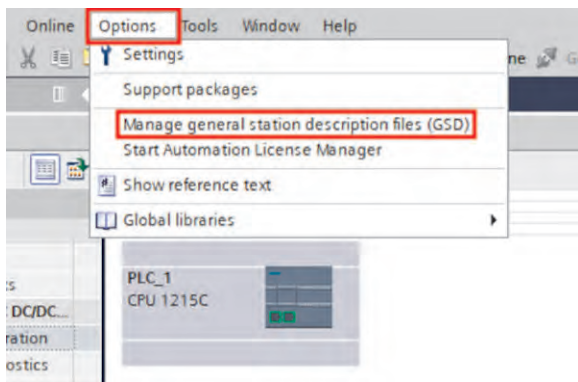 Online Options Tools Window Help
Settings
ne
Support packages
Manage general station description files (GSD)
Start Automation License Manager
Show reference text
Global libraries
PLC_1
CPU 1215C
DC/DC...
ration
ostics